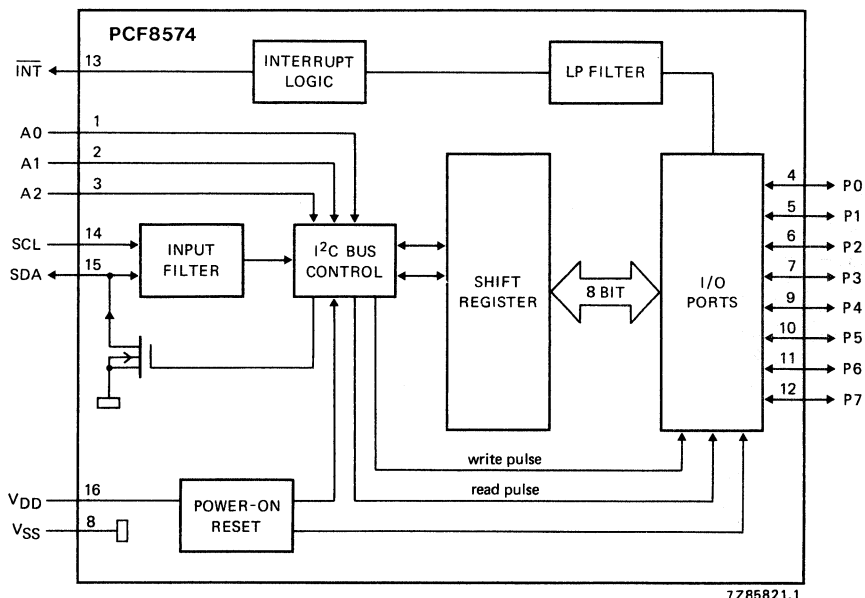 PCF8574
INT
13
INTERRUPT
LOGIC
LP FILTER
A0
1
A1
2
A2
3
SCL
14
SDA
15
INPUT
FILTER
I²C BUS
CONTROL
SHIFT
REGISTER
8 BIT
I/O
PORTS
4
P0
5
P1
6
P2
7
P3
9
P4
10
P5
11
P6
12
P7
write pulse
read pulse
VDD
16
VSS
8
POWER-ON
RESET
7Z85821.1